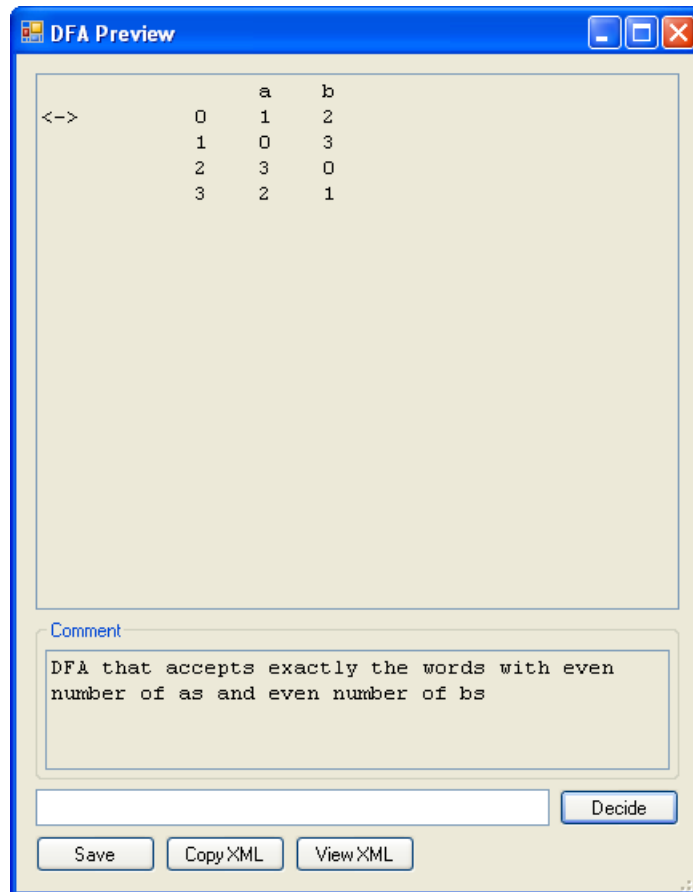 DFA Preview
a b
<-> 0 1 2
1 0 3
2 3 0
3 2 1
Comment
DFA that accepts exactly the words with even
number of as and even number of bs
Decide
Save Copy XML View XML